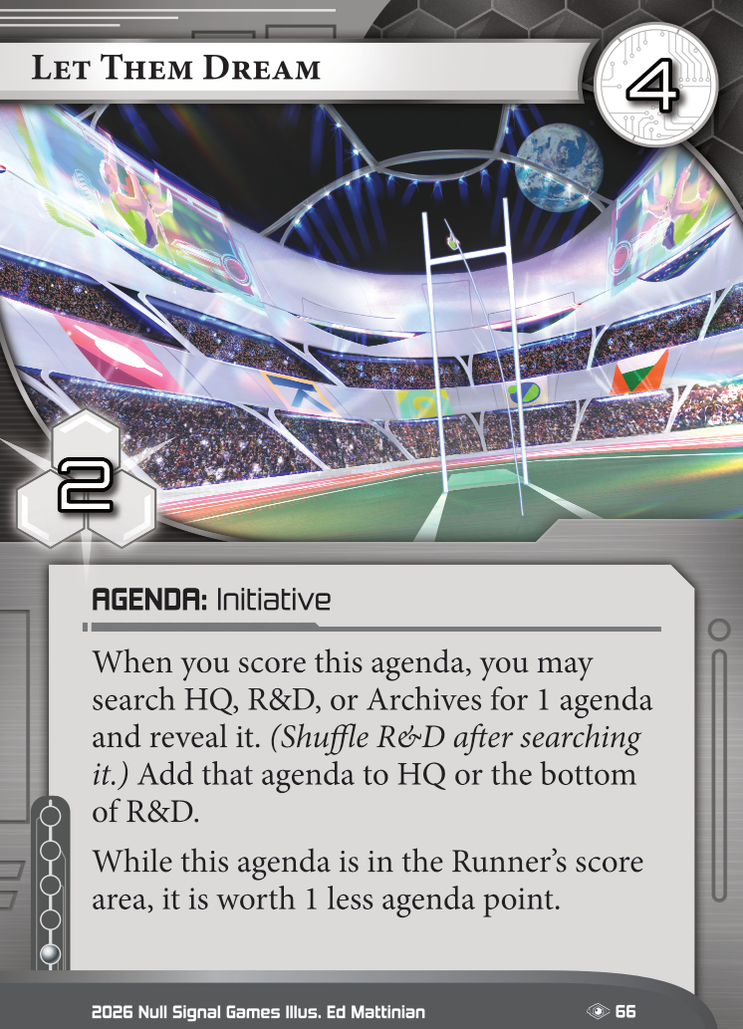 Let Them Dream
4
2
AGENDA: Initiative
When you score this agenda, you may
search HQ, R&D, or Archives for 1 agenda
and reveal it. (Shuffle R&D after searching
it.) Add that agenda to HQ or the bottom
of R&D.
While this agenda is in the Runner’s score
area, it is worth 1 less agenda point.
2026 Null Signal Games Illus. Ed Mattinian
66